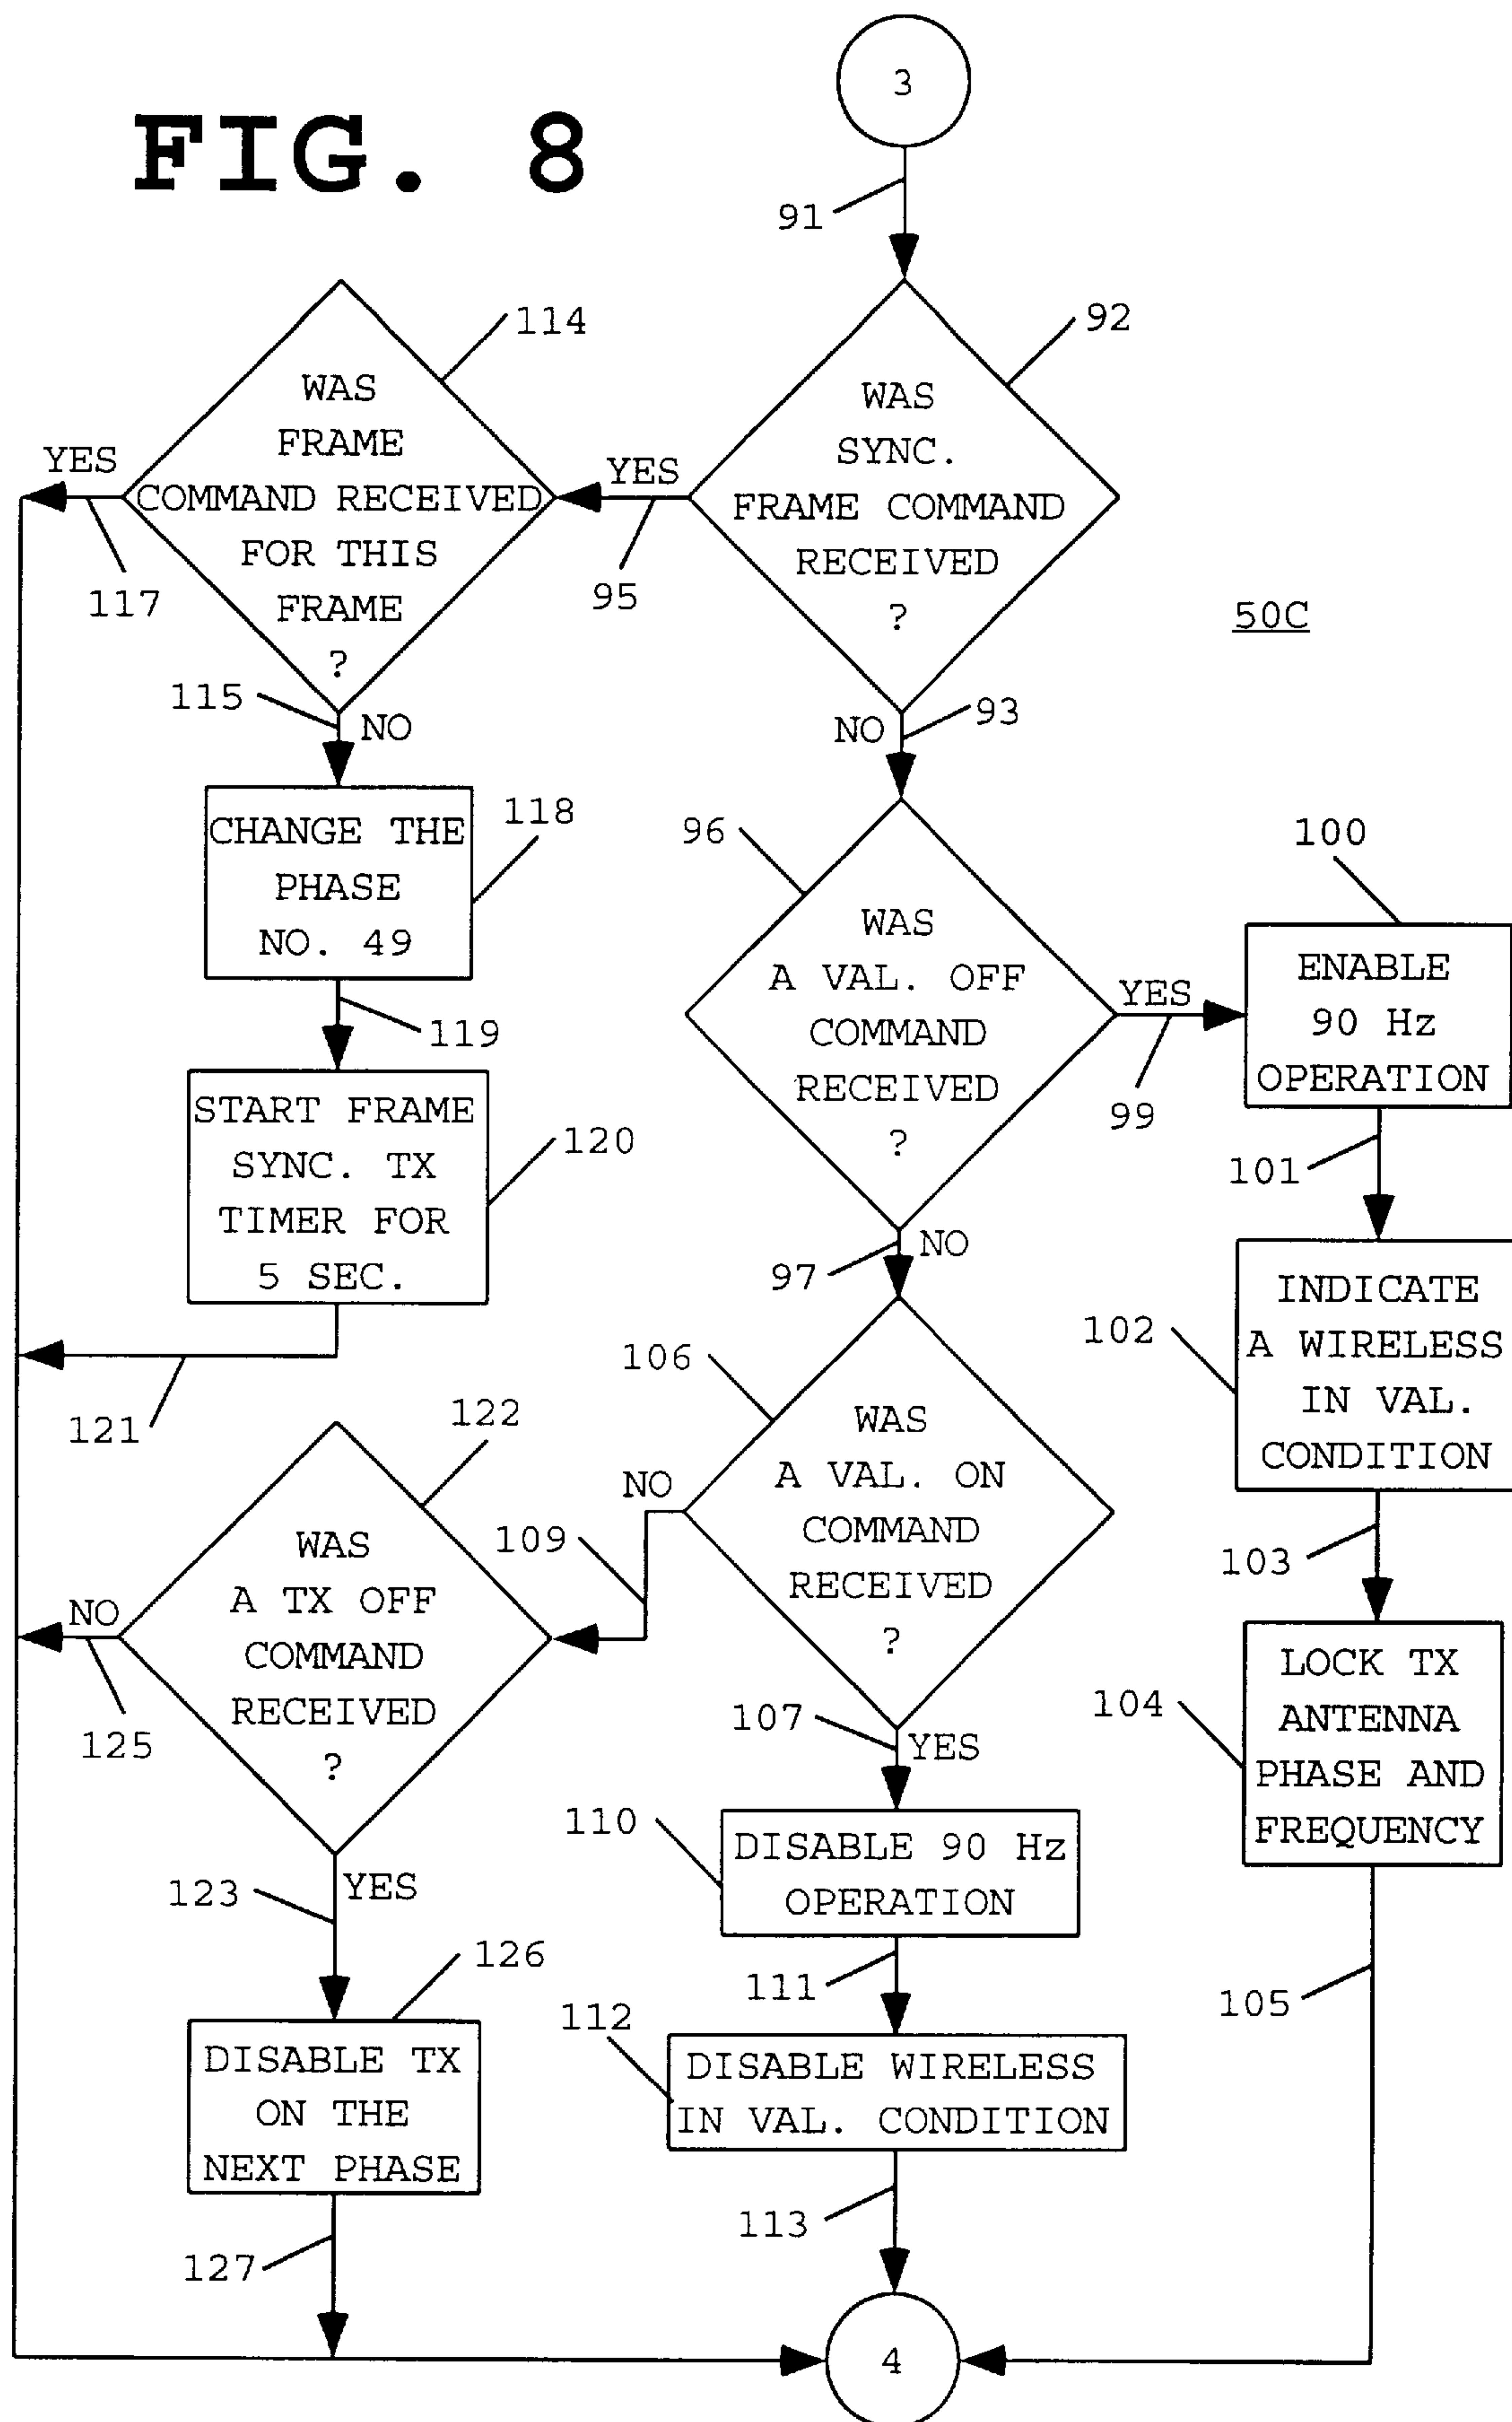 FIG. 8
3
91
92
WAS
SYNC.
FRAME COMMAND
RECEIVED
?
YES
95
NO
93
50C
114
WAS
FRAME
COMMAND RECEIVED
FOR THIS
FRAME
?
YES
117
115
NO
CHANGE THE
PHASE
NO. 49
118
119
START FRAME
SYNC. TX
TIMER FOR
5 SEC.
120
121
96
WAS
A VAL. OFF
COMMAND
RECEIVED
?
YES
99
NO
97
100
ENABLE
90 Hz
OPERATION
101
INDICATE
A WIRELESS
IN VAL.
CONDITION
102
103
LOCK TX
ANTENNA
PHASE AND
FREQUENCY
104
105
106
WAS
A VAL. ON
COMMAND
RECEIVED
?
NO
109
107
YES
110
DISABLE 90 Hz
OPERATION
111
112
DISABLE WIRELESS
IN VAL. CONDITION
113
122
WAS
A TX OFF
COMMAND
RECEIVED
?
NO
125
123
YES
126
DISABLE TX
ON THE
NEXT PHASE
127
4